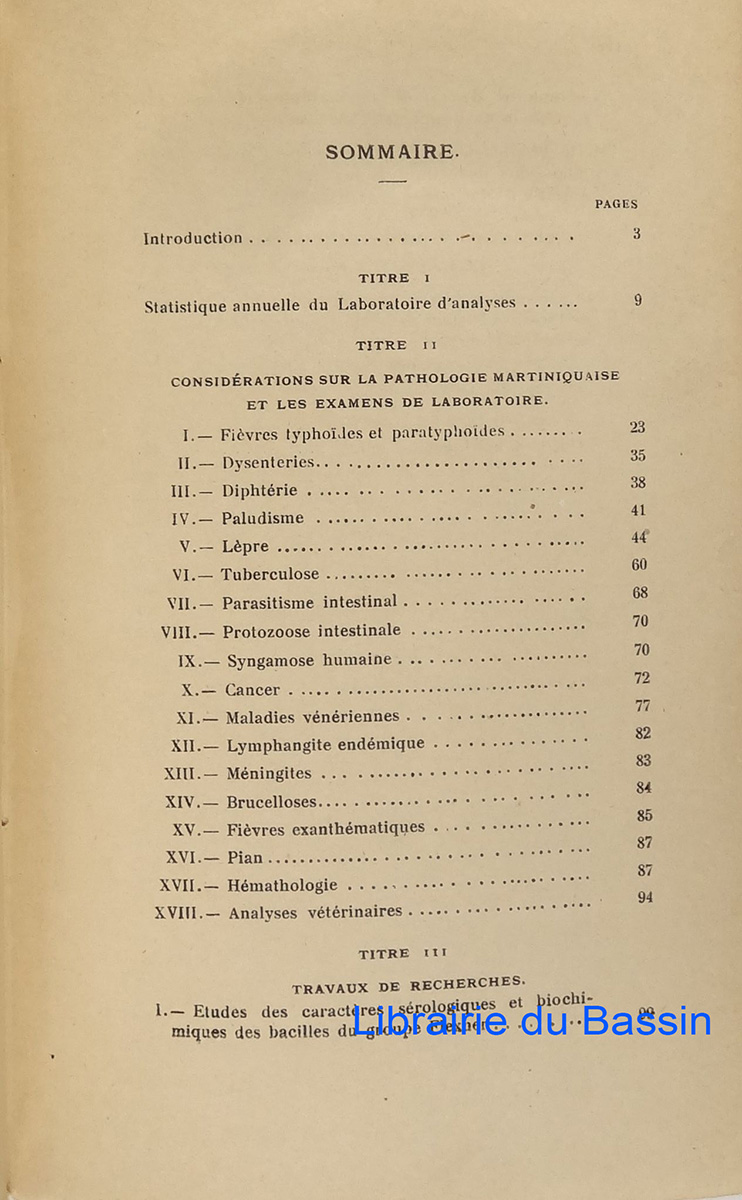 SOMMAIRE.
PAGES
Introduction . . . . . . . . . . . . . . . . . . . . . . . . 3
TITRE I
Statistique annuelle du Laboratoire d'analyses . . . . . . 9
TITRE II
CONSIDÉRATIONS SUR LA PATHOLOGIE MARTINIQUAISE
ET LES EXAMENS DE LABORATOIRE.
I.— Fièvres typhoïdes et paratyphoïdes . . . . . . . . 23
II.— Dysenteries. . . . . . . . . . . . . . . . . . . . 35
III.— Diphtérie . . . . . . . . . . . . . . . . . . . . 38
IV.— Paludisme . . . . . . . . . . . . . . . . . . . . 41
V.— Lèpre . . . . . . . . . . . . . . . . . . . . 44
VI.— Tuberculose . . . . . . . . . . . . . . . . . . . . 60
VII.— Parasitisme intestinal . . . . . . . . . . . . . . . . 68
VIII.— Protozoose intestinale . . . . . . . . . . . . . . . . 70
IX.— Syngamose humaine . . . . . . . . . . . . . . . . 70
X.— Cancer . . . . . . . . . . . . . . . . . . . . 72
XI.— Maladies vénériennes . . . . . . . . . . . . . . . . 77
XII.— Lymphangite endémique . . . . . . . . . . . . . . 82
XIII.— Méningites . . . . . . . . . . . . . . . . . . . . 83
XIV.— Brucelloses. . . . . . . . . . . . . . . . . . . . 84
XV.— Fièvres exanthématiques . . . . . . . . . . . . . . 85
XVI.— Pian . . . . . . . . . . . . . . . . . . . . 87
XVII.— Hémathologie . . . . . . . . . . . . . . . . . . 87
XVIII.— Analyses vétérinaires . . . . . . . . . . . . . . . . 94
TITRE III
TRAVAUX DE RECHERCHES.
I.— Etudes des caractères sérologiques et biochi-
miques des bacilles du groupe Flexner . . . . . . . . 99
Librairie du Bassin